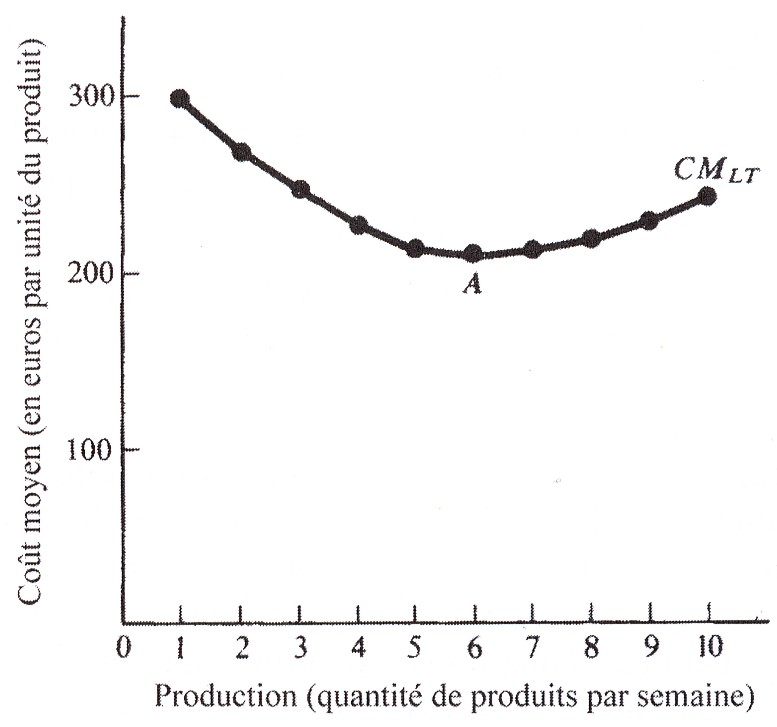 Coût moyen (en euros par unité du produit)
300
200
100
CM_LT
A
0 1 2 3 4 5 6 7 8 9 10
Production (quantité de produits par semaine)